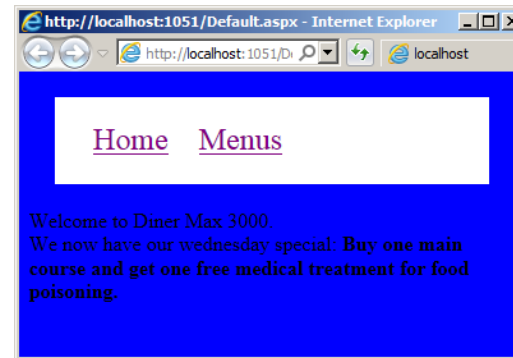 http://localhost:1051/Default.aspx - Internet Explorer
http://localhost:1051/D localhost
Home Menus
Welcome to Diner Max 3000.
We now have our wednesday special: Buy one main
course and get one free medical treatment for food
poisoning.